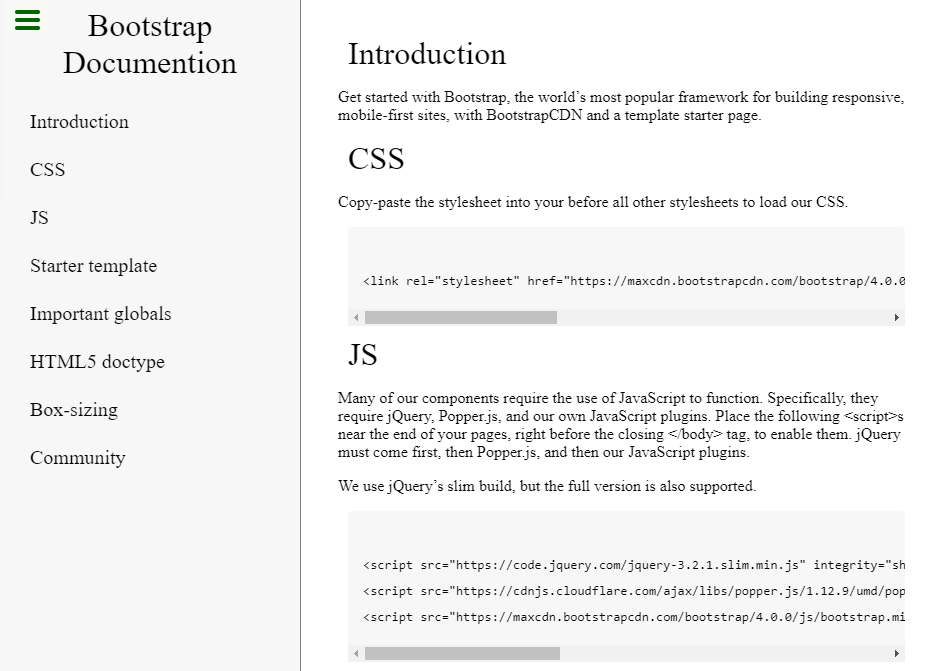 Bootstrap
Documention
Introduction
CSS
JS
Starter template
Important globals
HTML5 doctype
Box-sizing
Community
Introduction
Get started with Bootstrap, the world’s most popular framework for building responsive,
mobile-first sites, with BootstrapCDN and a template starter page.
CSS
Copy-paste the stylesheet into your before all other stylesheets to load our CSS.
<link rel="stylesheet" href="https://maxcdn.bootstrapcdn.com/bootstrap/4.0.0
JS
Many of our components require the use of JavaScript to function. Specifically, they
require jQuery, Popper.js, and our own JavaScript plugins. Place the following <script>s
near the end of your pages, right before the closing </body> tag, to enable them. jQuery
must come first, then Popper.js, and then our JavaScript plugins.
We use jQuery’s slim build, but the full version is also supported.
<script src="https://code.jquery.com/jquery-3.2.1.slim.min.js" integrity="sh
<script src="https://cdnjs.cloudflare.com/ajax/libs/popper.js/1.12.9/umd/pop
<script src="https://maxcdn.bootstrapcdn.com/bootstrap/4.0.0/js/bootstrap.mi